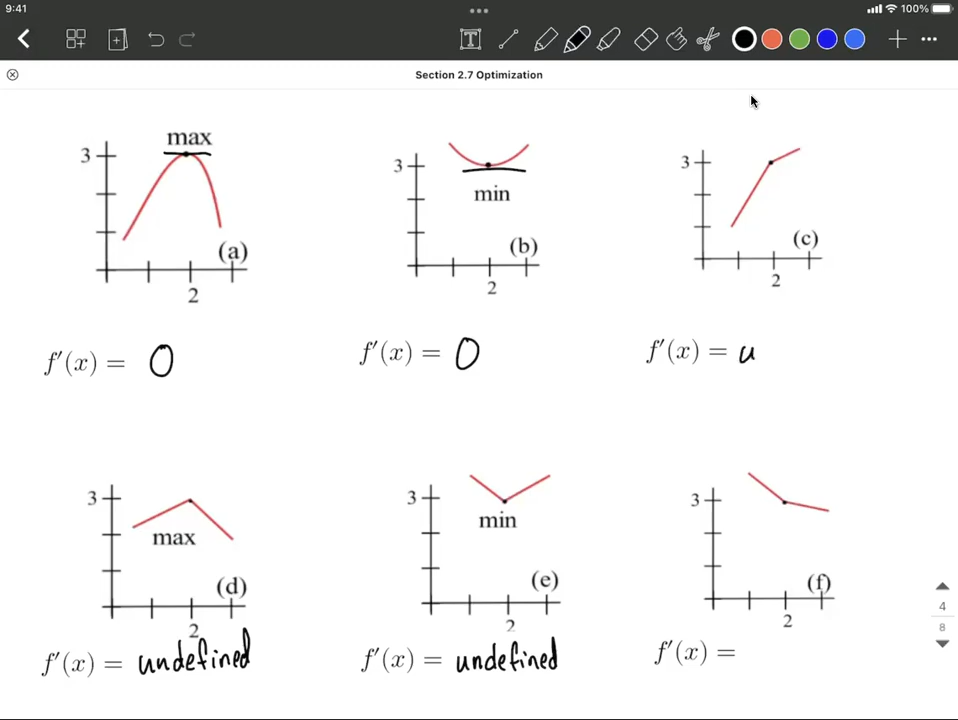 9:41
100%
T
Section 2.7 Optimization
max
3
(a)
2
3
min
(b)
2
3
(c)
2
f′(x) = 0
f′(x) = 0
f′(x) = u
3
max
(d)
2
3
min
(e)
2
3
(f)
2
4
8
f′(x) = undefined
f′(x) = undefined
f′(x) =